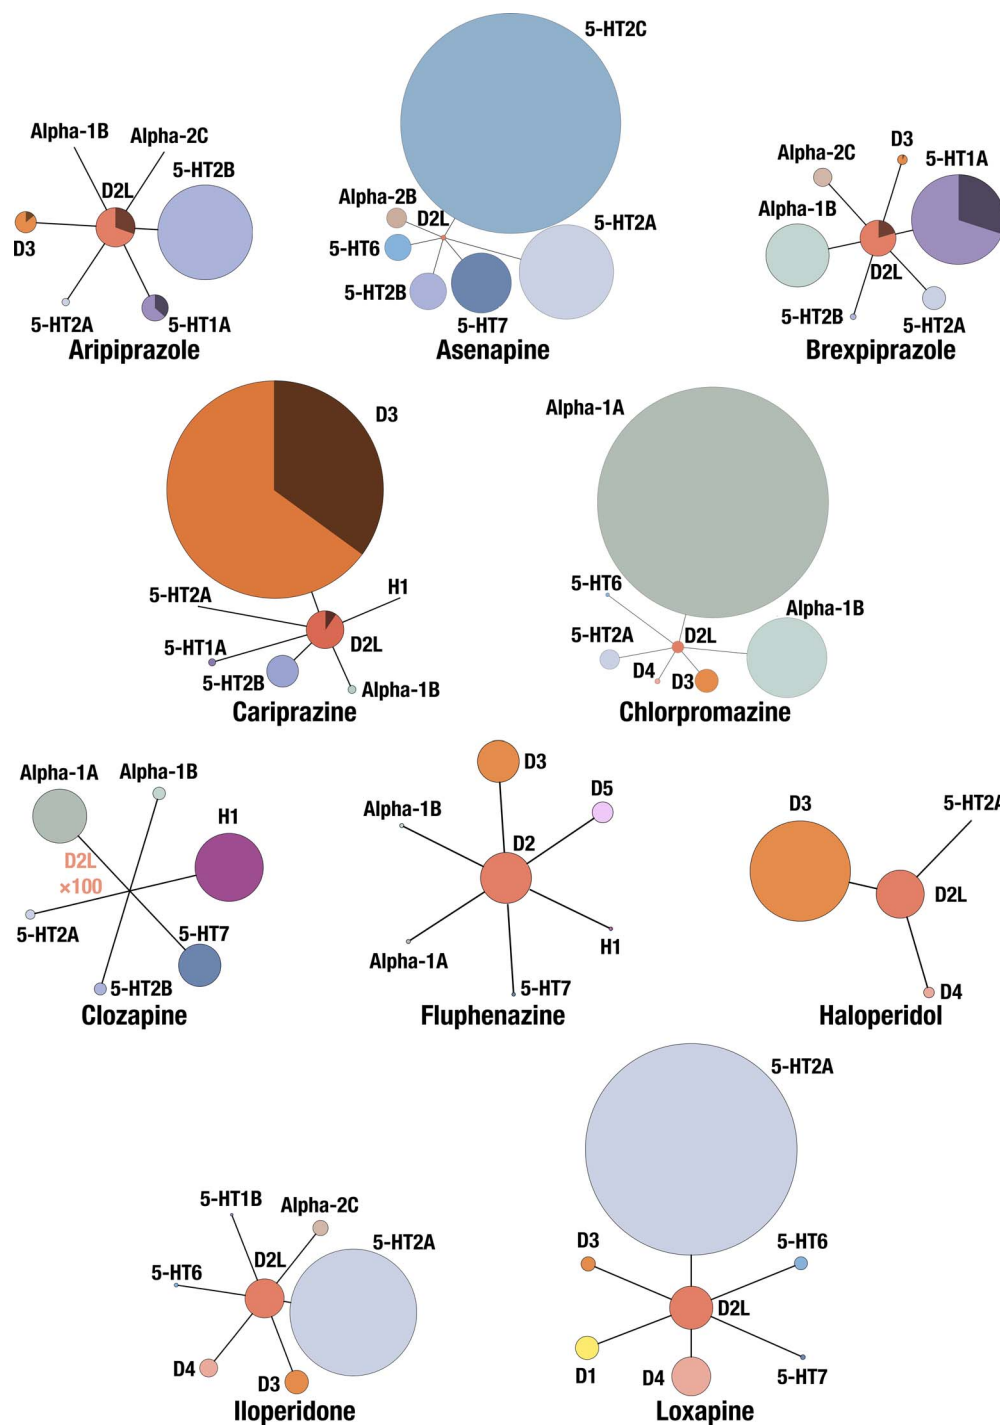 Alpha-1B
Alpha-2C
5-HT2B
D2L
D3
5-HT2A
5-HT1A
Aripiprazole
5-HT2C
Alpha-2B
D2L
5-HT2A
5-HT6
5-HT2B
5-HT7
Asenapine
D3
5-HT1A
Alpha-2C
Alpha-1B
D2L
5-HT2B
5-HT2A
Brexpiprazole
D3
5-HT2A
H1
5-HT1A
D2L
5-HT2B
Alpha-1B
Cariprazine
Alpha-1A
5-HT6
Alpha-1B
5-HT2A
D2L
D4
D3
Chlorpromazine
Alpha-1A
Alpha-1B
H1
D2L
×100
5-HT2A
5-HT7
5-HT2B
Clozapine
D3
D5
Alpha-1B
D2
Alpha-1A
H1
5-HT7
Fluphenazine
D3
5-HT2A
D2L
D4
Haloperidol
5-HT1B
Alpha-2C
5-HT2A
D2L
5-HT6
D4
D3
Iloperidone
5-HT2A
D3
5-HT6
D2L
D1
D4
5-HT7
Loxapine